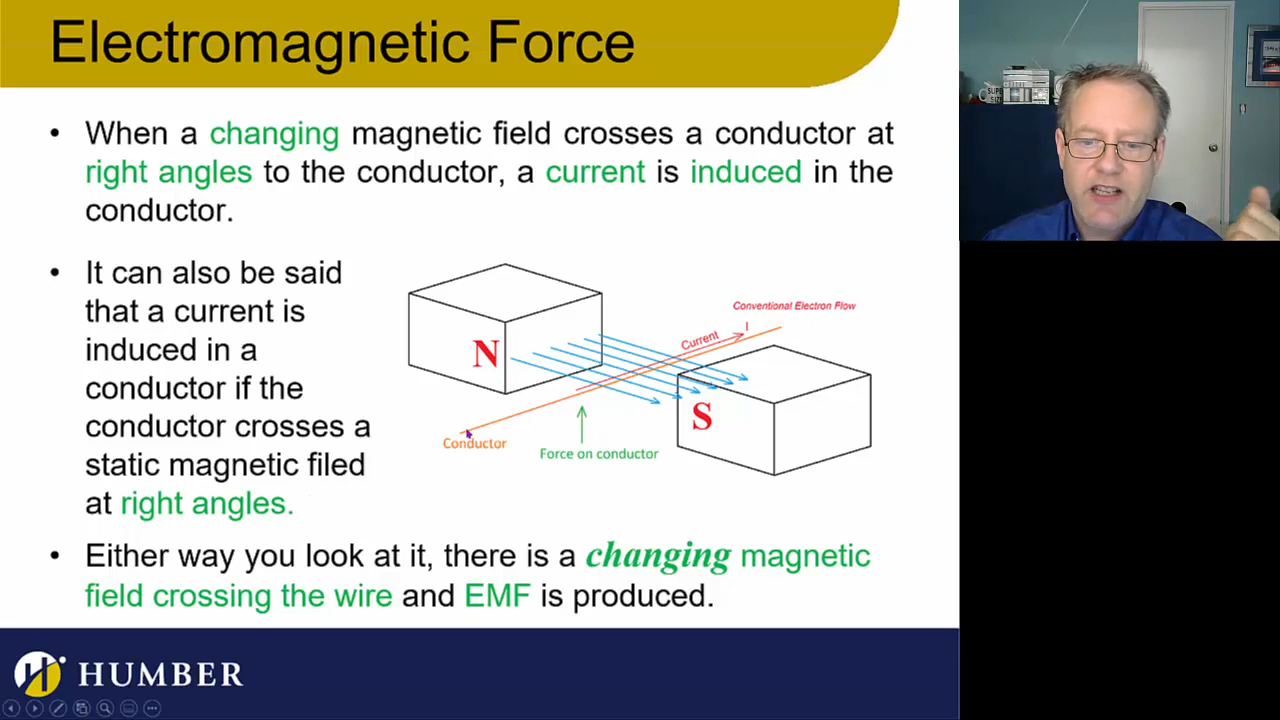 Electromagnetic Force
• When a changing magnetic field crosses a conductor at
right angles to the conductor, a current is induced in the
conductor.
• It can also be said
that a current is
induced in a
conductor if the
conductor crosses a
static magnetic filed
at right angles.
Conventional Electron Flow
I
Current
N
S
Conductor
Force on conductor
• Either way you look at it, there is a changing magnetic
field crossing the wire and EMF is produced.
HUMBER
SUPER
SIZE